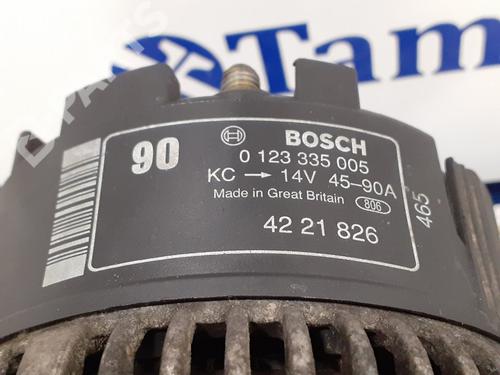 Tam
90
BOSCH
0 123 335 005
KC → 14V 45–90A
Made in Great Britain 806
42 21 826
465